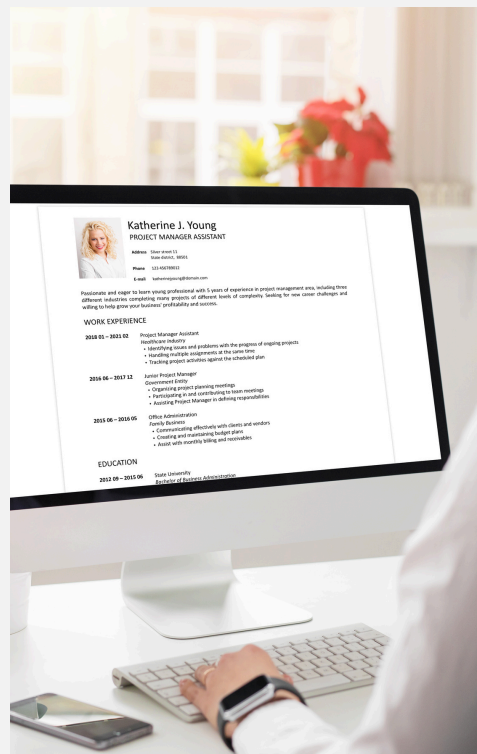 Katherine J. Young
PROJECT MANAGER ASSISTANT
Address Silver street 11
State district, 88501
Phone 123 456789012
E-mail katherinejyoung@domain.com
Passionate and eager to learn young professional with 5 years of experience in project management area, including three
different industries completing many projects of different levels of complexity. Seeking for new career challenges and
willing to help grow your business' profitability and success.
WORK EXPERIENCE
2018 01 – 2021 02 Project Manager Assistant
Healthcare Industry
• Identifying issues and problems with the progress of ongoing projects
• Handling multiple assignments at the same time
• Tracking project activities against the scheduled plan
2016 06 – 2017 12 Junior Project Manager
Government Entity
• Organizing project planning meetings
• Participating in and contributing to team meetings
• Assisting Project Manager in defining responsibilities
2015 06 – 2016 05 Office Administration
Family Business
• Communicating effectively with clients and vendors
• Creating and maintaining budget plans
• Assist with monthly billing and receivables
EDUCATION
2012 09 – 2015 06 State University
Bachelor of Business Administration